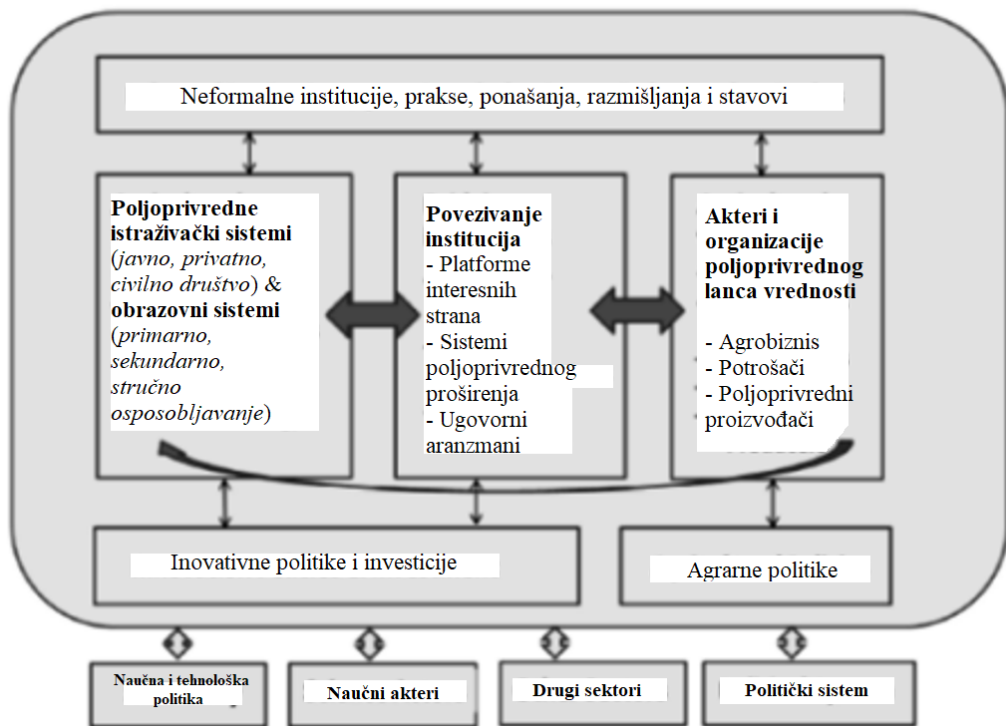 Neformalne institucije, prakse, ponašanja, razmišljanja i stavovi
Poljoprivredne
istraživački sistemi
(javno, privatno,
civilno društvo) &
obrazovni sistemi
(primarno,
sekundarno,
stručno
osposobljavanje)
Povezivanje
institucija
- Platforme
interesnih
strana
- Sistemi
poljoprivrednog
proširenja
- Ugovorni
aranzmani
Akteri i
organizacije
poljoprivrednog
lanca vrednosti
- Agrobiznis
- Potrošači
- Poljoprivredni
proizvođači
Inovativne politike i investicije
Agrarne politike
Naučna i tehnološka
politika
Naučni akteri
Drugi sektori
Politički sistem